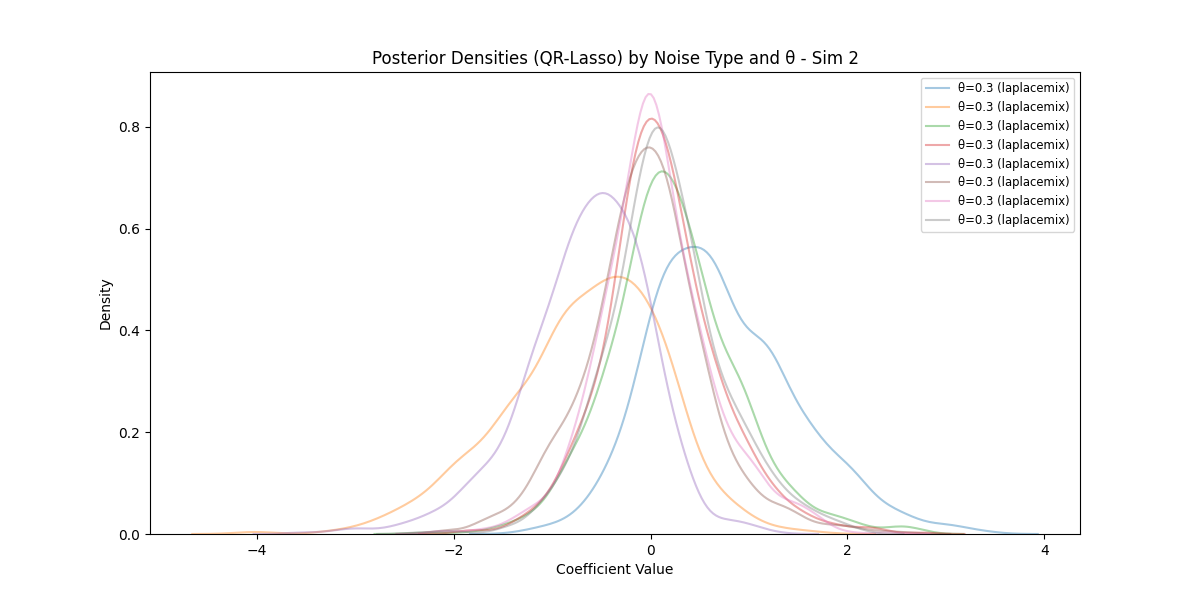 Posterior Densities (QR-Lasso) by Noise Type and θ - Sim 2
θ=0.3 (laplacemix)
θ=0.3 (laplacemix)
θ=0.3 (laplacemix)
θ=0.3 (laplacemix)
θ=0.3 (laplacemix)
θ=0.3 (laplacemix)
θ=0.3 (laplacemix)
θ=0.3 (laplacemix)
Density
0.8
0.6
0.4
0.2
0.0
−4 −2 0 2 4
Coefficient Value